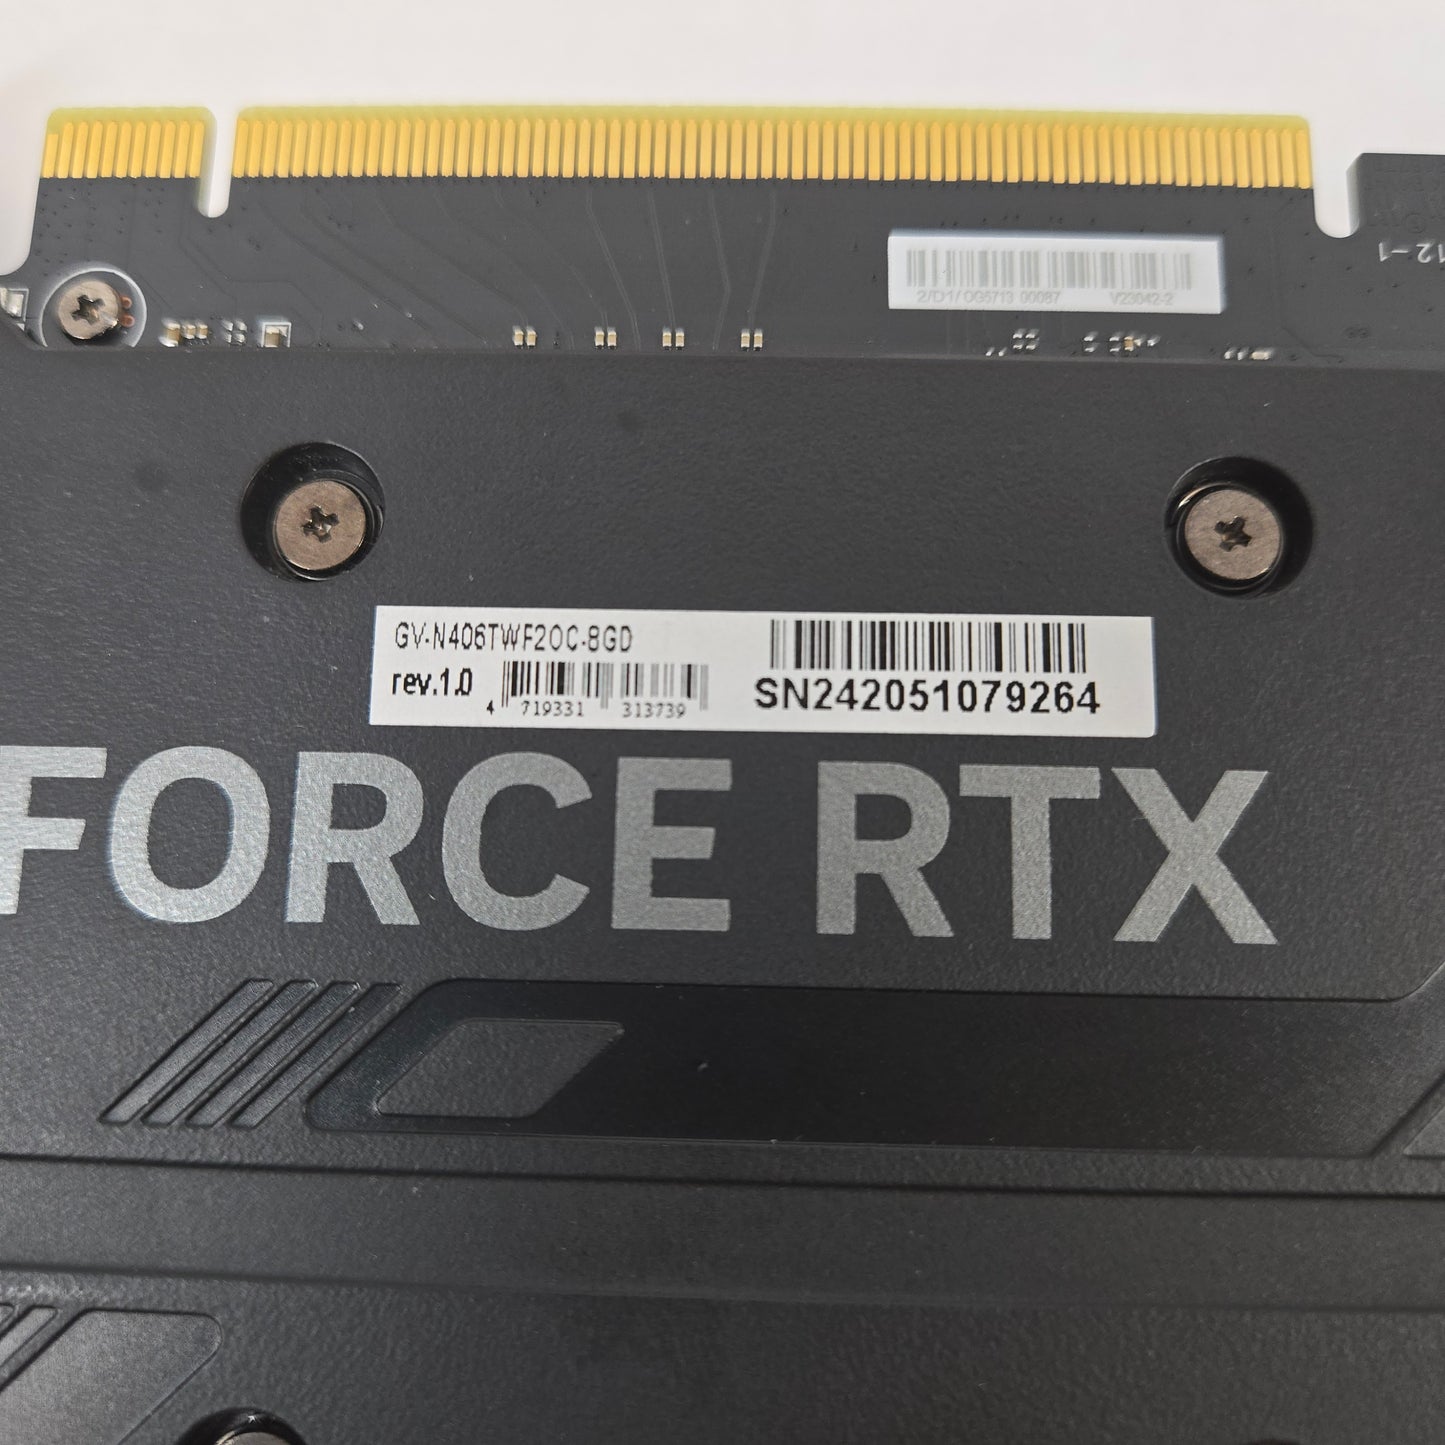 12-1
2/D1/OG5713 00087 V23042-2
GV-N406TWF2OC-8GD
rev.1.0
4 719331 313739
SN242051079264
FORCE RTX